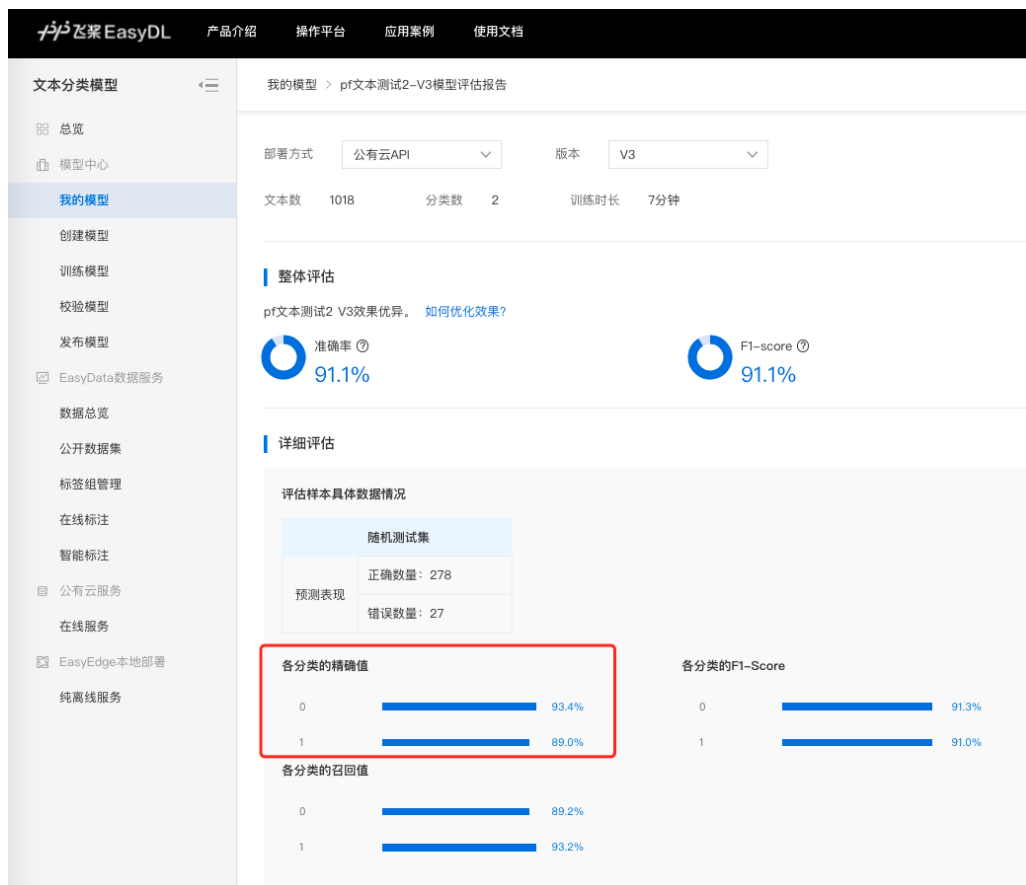 飞桨EasyDL 产品介绍 操作平台 应用案例 使用文档
文本分类模型
总览
模型中心
我的模型
创建模型
训练模型
校验模型
发布模型
EasyData数据服务
数据总览
公开数据集
标签组管理
在线标注
智能标注
公有云服务
在线服务
EasyEdge本地部署
纯离线服务
我的模型 > pf文本测试2-V3模型评估报告
部署方式 公有云API 版本 V3
文本数 1018 分类数 2 训练时长 7分钟
整体评估
pf文本测试2 V3效果优异。 如何优化效果?
准确率 ? F1-score ?
91.1% 91.1%
详细评估
评估样本具体数据情况
随机测试集
预测表现
正确数量：278
错误数量：27
各分类的精确值
0 93.4%
1 89.0%
各分类的F1-Score
0 91.3%
1 91.0%
各分类的召回值
0 89.2%
1 93.2%